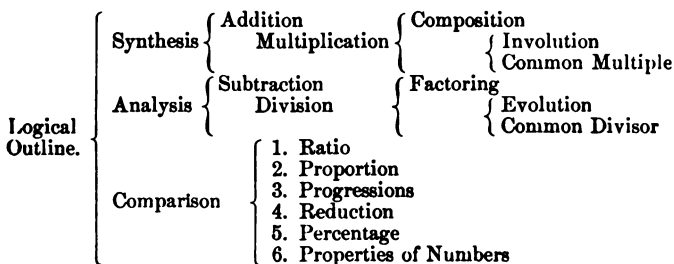 Addition
Synthesis Multiplication Composition
Involution
Common Multiple
Subtraction Factoring
Analysis Division Evolution
Common Divisor
Logical Outline.
1. Ratio
2. Proportion
3. Progressions
Comparison
4. Reduction
5. Percentage
6. Properties of Numbers